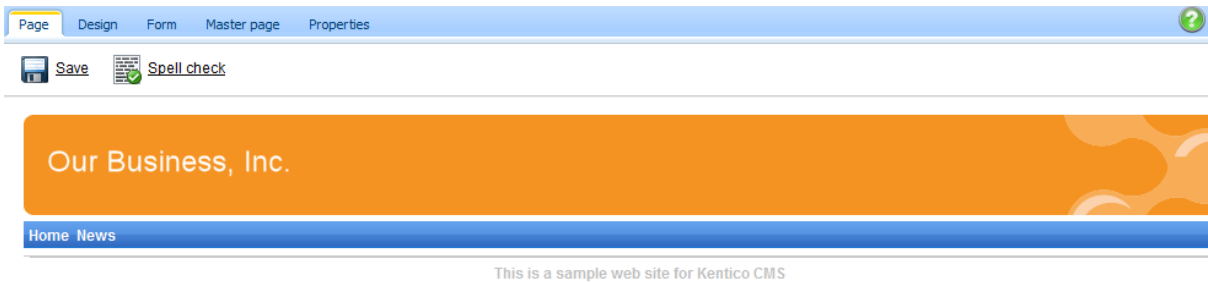 Page Design Form Master page Properties
?
Save Spell check
Our Business, Inc.
Home News
This is a sample web site for Kentico CMS